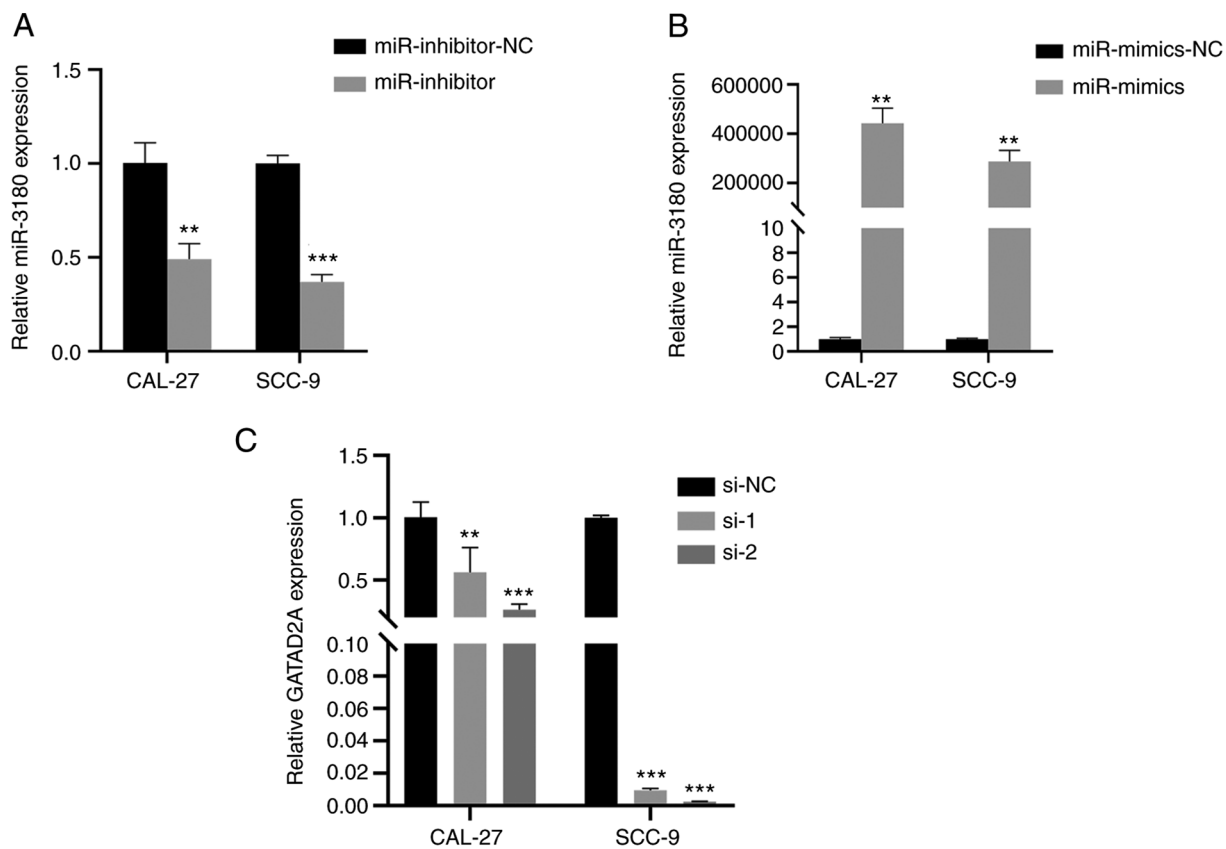 A
miR-inhibitor-NC
miR-inhibitor
Relative miR-3180 expression
1.5
1.0
0.5
0.0
**
***
CAL-27
SCC-9
B
miR-mimics-NC
miR-mimics
Relative miR-3180 expression
600000
400000
200000
10
8
6
4
2
0
**
**
CAL-27
SCC-9
C
si-NC
si-1
si-2
Relative GATAD2A expression
1.5
1.0
0.5
0.10
0.08
0.06
0.04
0.02
0.00
**
***
***
***
CAL-27
SCC-9